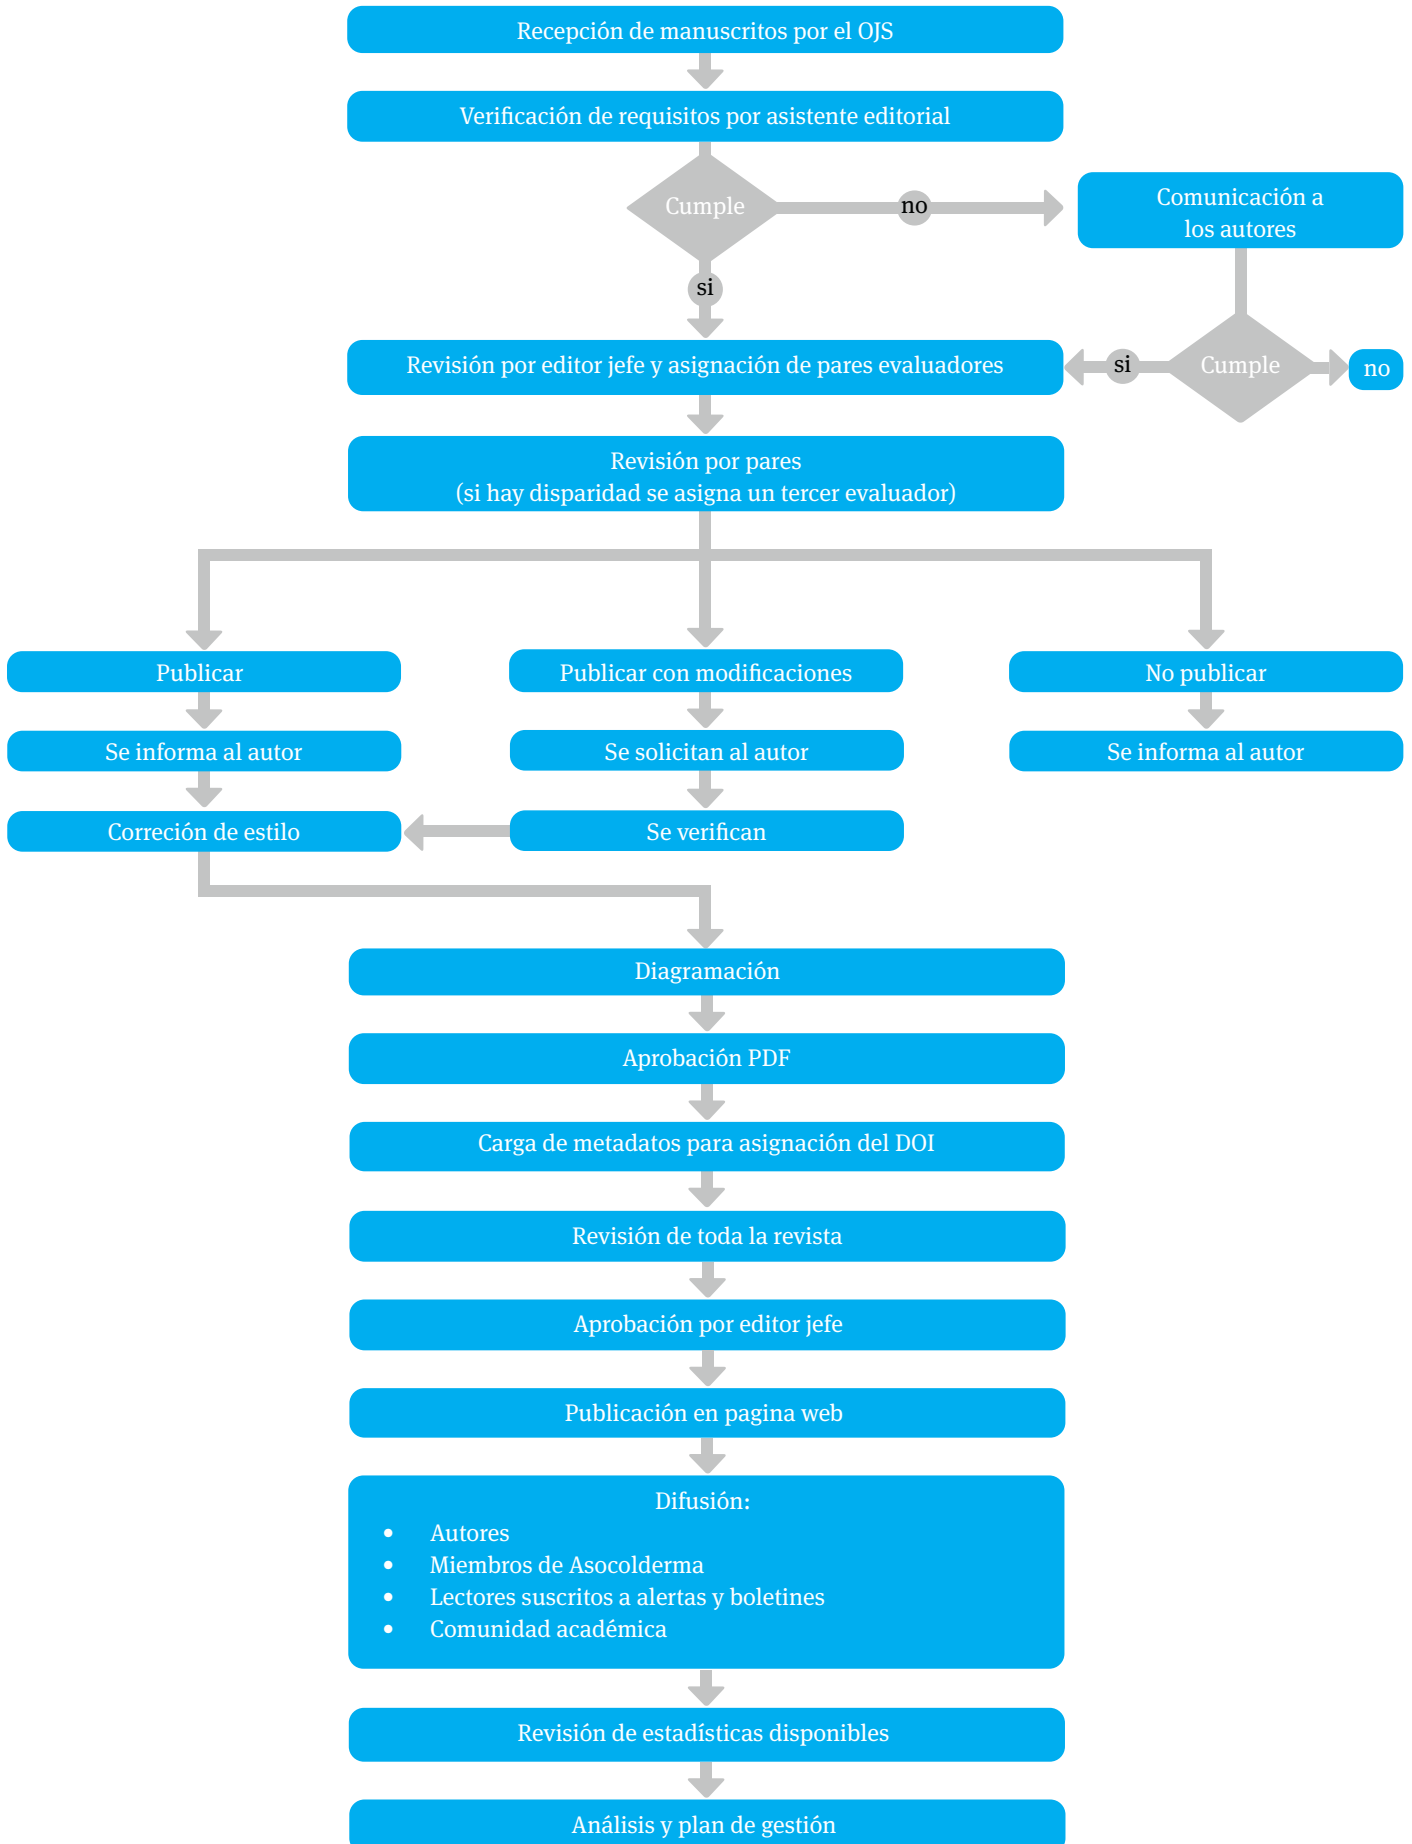 Recepción de manuscritos por el OJS
Verificación de requisitos por asistente editorial
Cumple
no
Comunicación a
los autores
si
Revisión por editor jefe y asignación de pares evaluadores
si
Cumple
no
Revisión por pares
(si hay disparidad se asigna un tercer evaluador)
Publicar
Publicar con modificaciones
No publicar
Se informa al autor
Se solicitan al autor
Se informa al autor
Correción de estilo
Se verifican
Diagramación
Aprobación PDF
Carga de metadatos para asignación del DOI
Revisión de toda la revista
Aprobación por editor jefe
Publicación en pagina web
Difusión:
• Autores
• Miembros de Asocolderma
• Lectores suscritos a alertas y boletines
• Comunidad académica
Revisión de estadísticas disponibles
Análisis y plan de gestión